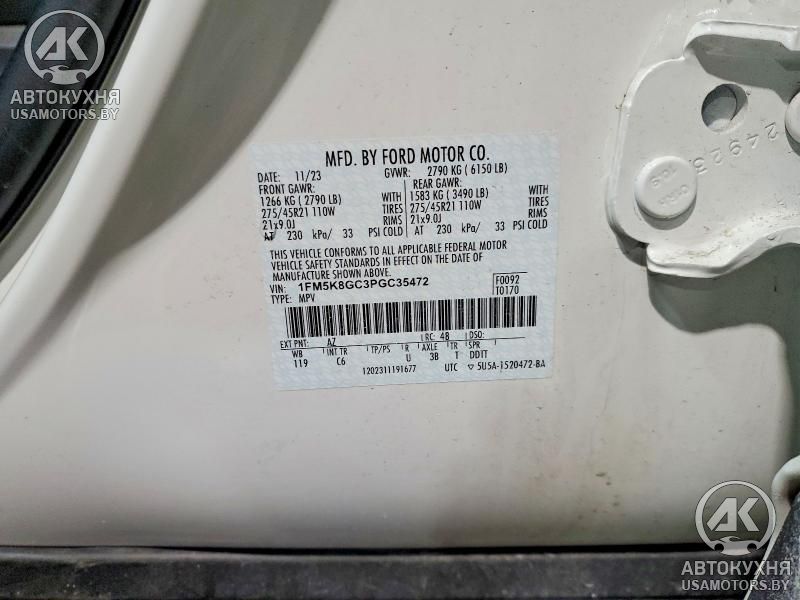 АК
АВТОКУХНЯ
USAMOTORS.BY
MFD. BY FORD MOTOR CO.
DATE: 11/23 GVWR: 2790 KG ( 6150 LB)
FRONT GAWR: REAR GAWR:
1266 KG ( 2790 LB) WITH 1583 KG ( 3490 LB) WITH
275/45R21 110W TIRES 275/45R21 110W TIRES
21x9.0J RIMS 21x9.0J RIMS
AT 230 kPa/ 33 PSI COLD AT 230 kPa/ 33 PSI COLD
THIS VEHICLE CONFORMS TO ALL APPLICABLE FEDERAL MOTOR
VEHICLE SAFETY STANDARDS IN EFFECT ON THE DATE OF
MANUFACTURE SHOWN ABOVE.
VIN: 1FM5K8GC3PGC35472 F0092
TYPE: MPV T0170
EXT PNT: AZ RC: 48 DSO:
WB INT TR TP/PS R AXLE TR SPR
119 C6 U 3B T DDIT
1202311191677 UTC ▽ 5U5A-1520472-BA
24925
АК
АВТОКУХНЯ
USAMOTORS.BY